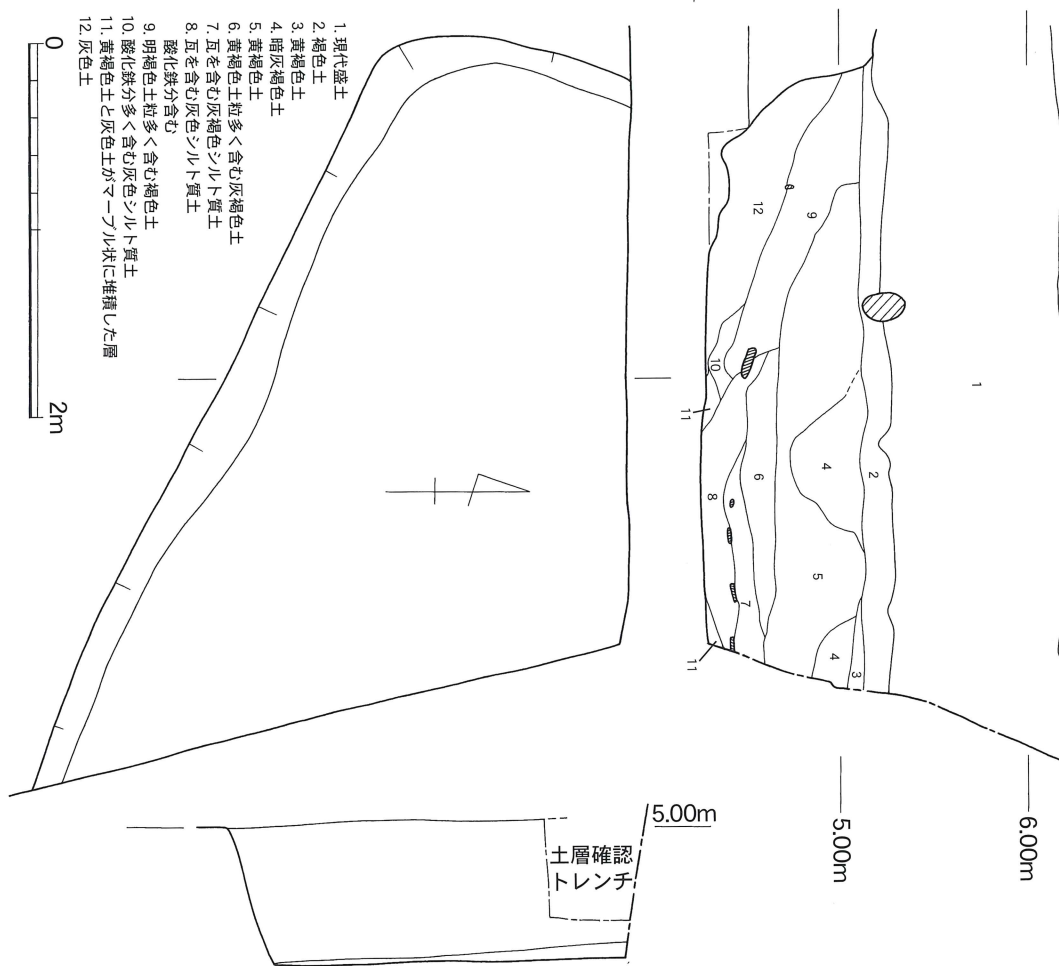 1. 現代盛土
2. 褐色土
3. 黄褐色土
4. 暗灰褐色土
5. 黄褐色土
6. 黄褐色土粒多く含む灰褐色土
7. 瓦を含む灰褐色シルト質土
8. 瓦を含む灰色シルト質土
酸化鉄分含む
9. 明褐色土粒多く含む褐色土
10. 酸化鉄分多く含む灰色シルト質土
11. 黄褐色土と灰色土がマーブル状に堆積した層
12. 灰色土
0
2m
12
9
10
11
1
4
2
6
8
5
7
4
3
11
5.00m
6.00m
5.00m
土層確認
トレンチ